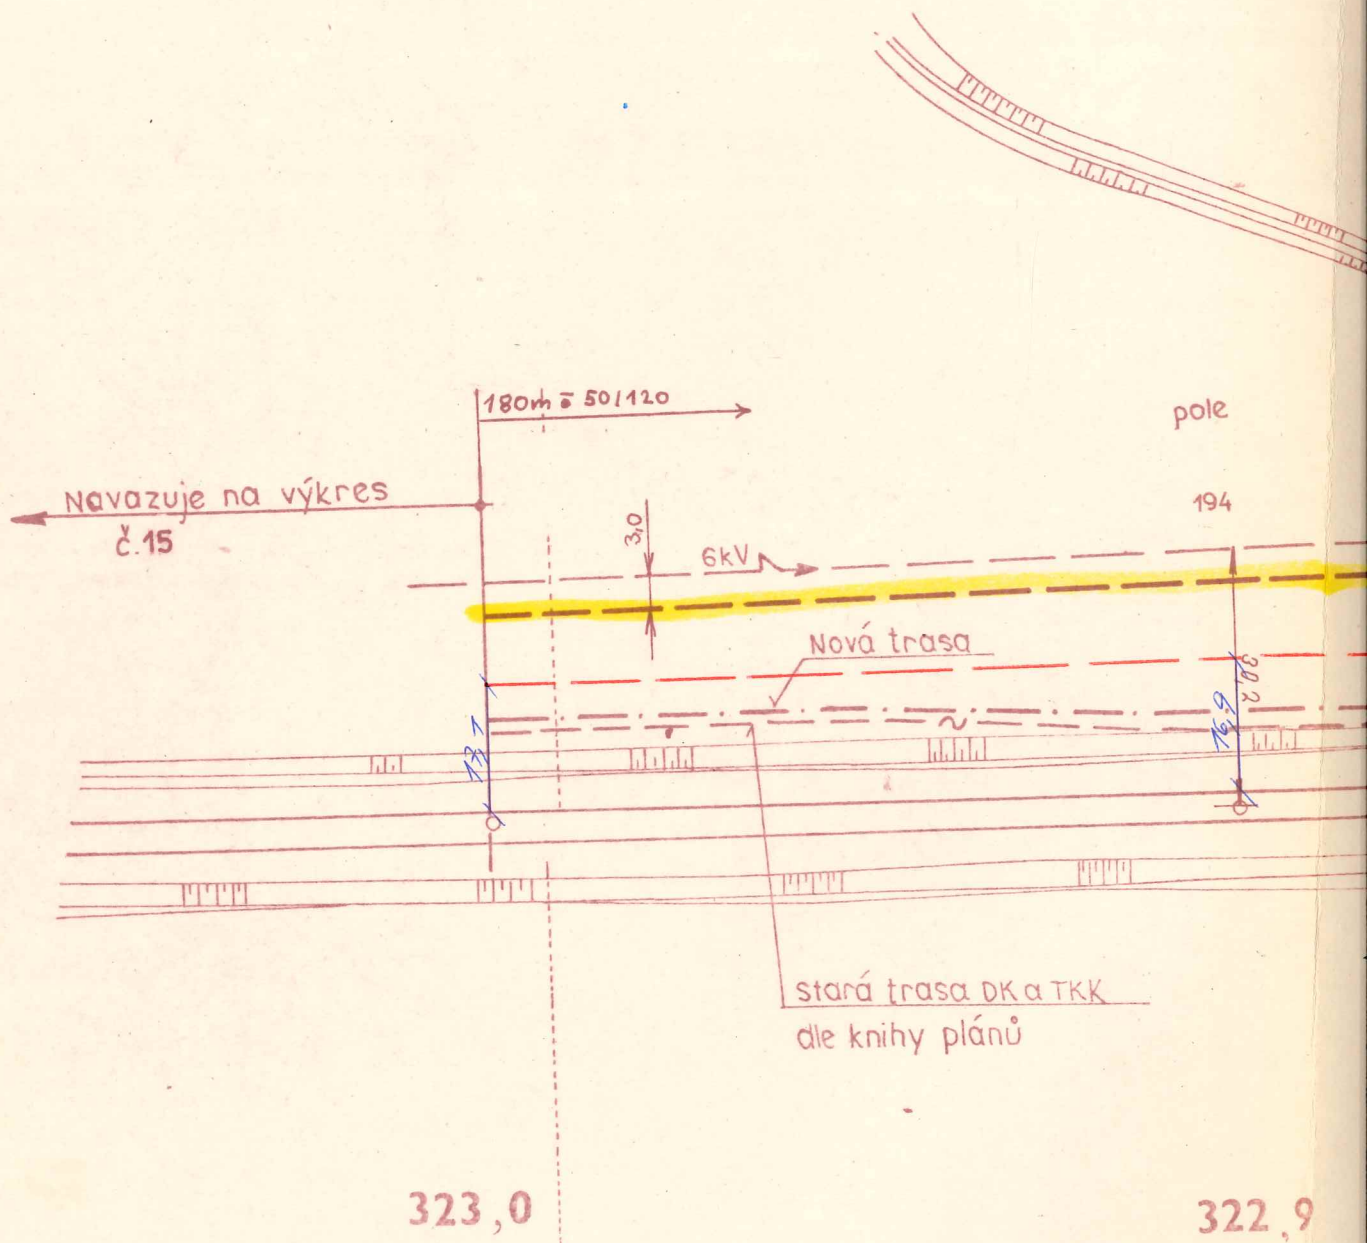 180m ō 50/120
pole
Navazuje na výkres
č.15
194
3,0
6kV
Nová trasa
30,2
16,9
13,1
stará trasa DK a TKK
dle knihy plánů
323,0
322,9